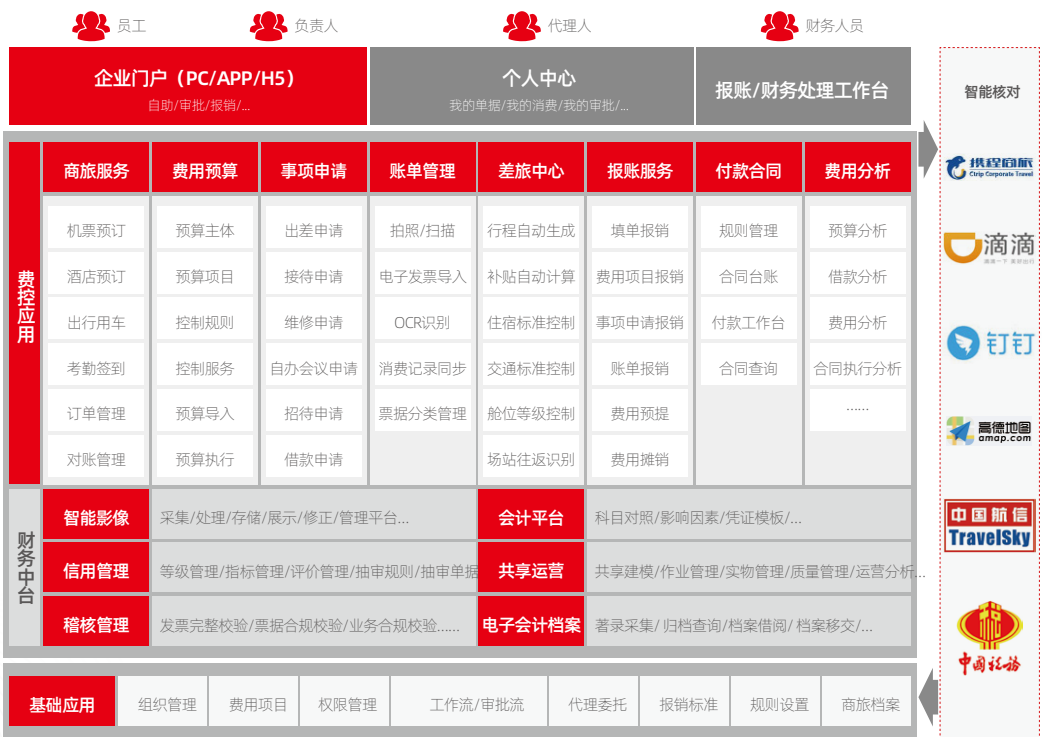 员工
负责人
代理人
财务人员
企业门户（PC/APP/H5）
自助/审批/报销/...
个人中心
我的单据/我的消费/我的审批/...
报账/财务处理工作台
费控应用
商旅服务
费用预算
事项申请
账单管理
差旅中心
报账服务
付款合同
费用分析
机票预订
预算主体
出差申请
拍照/扫描
行程自动生成
填单报销
规则管理
预算分析
酒店预订
预算项目
接待申请
电子发票导入
补贴自动计算
费用项目报销
合同台账
借款分析
出行用车
控制规则
维修申请
OCR识别
住宿标准控制
事项申请报销
付款工作台
费用分析
考勤签到
控制服务
自办会议申请
消费记录同步
交通标准控制
账单报销
合同查询
合同执行分析
订单管理
预算导入
招待申请
票据分类管理
舱位等级控制
费用预提
......
对账管理
预算执行
借款申请
场站往返识别
费用摊销
财务中台
智能影像
采集/处理/存储/展示/修正/管理平台...
会计平台
科目对照/影响因素/凭证模板/...
信用管理
等级管理/指标管理/评价管理/抽审规则/抽审单据
共享运营
共享建模/作业管理/实物管理/质量管理/运营分析...
稽核管理
发票完整校验/票据合规校验/业务合规校验......
电子会计档案
著录采集/ 归档查询/档案借阅/ 档案移交/...
基础应用
组织管理
费用项目
权限管理
工作流/审批流
代理委托
报销标准
规则设置
商旅档案
智能核对
携程商旅
Ctrip Corporate Travel
滴滴
滴滴一下 美好出行
钉钉
高德地图
amap.com
中国航信
TravelSky
中国税务